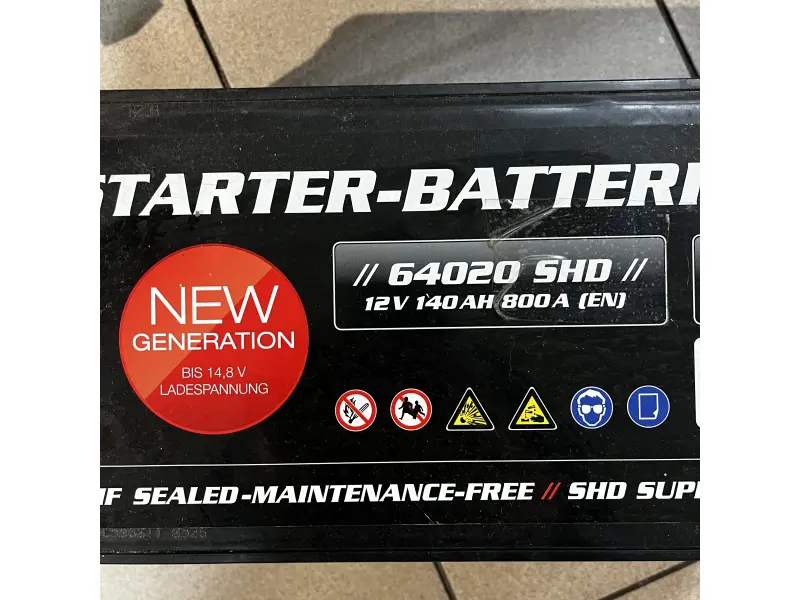 STARTER-BATTERI
NEW
GENERATION
BIS 14,8 V
LADESPANNUNG
// 64020 SHD //
12V 140AH 800A (EN)
MF SEALED-MAINTENANCE-FREE // SHD SUP